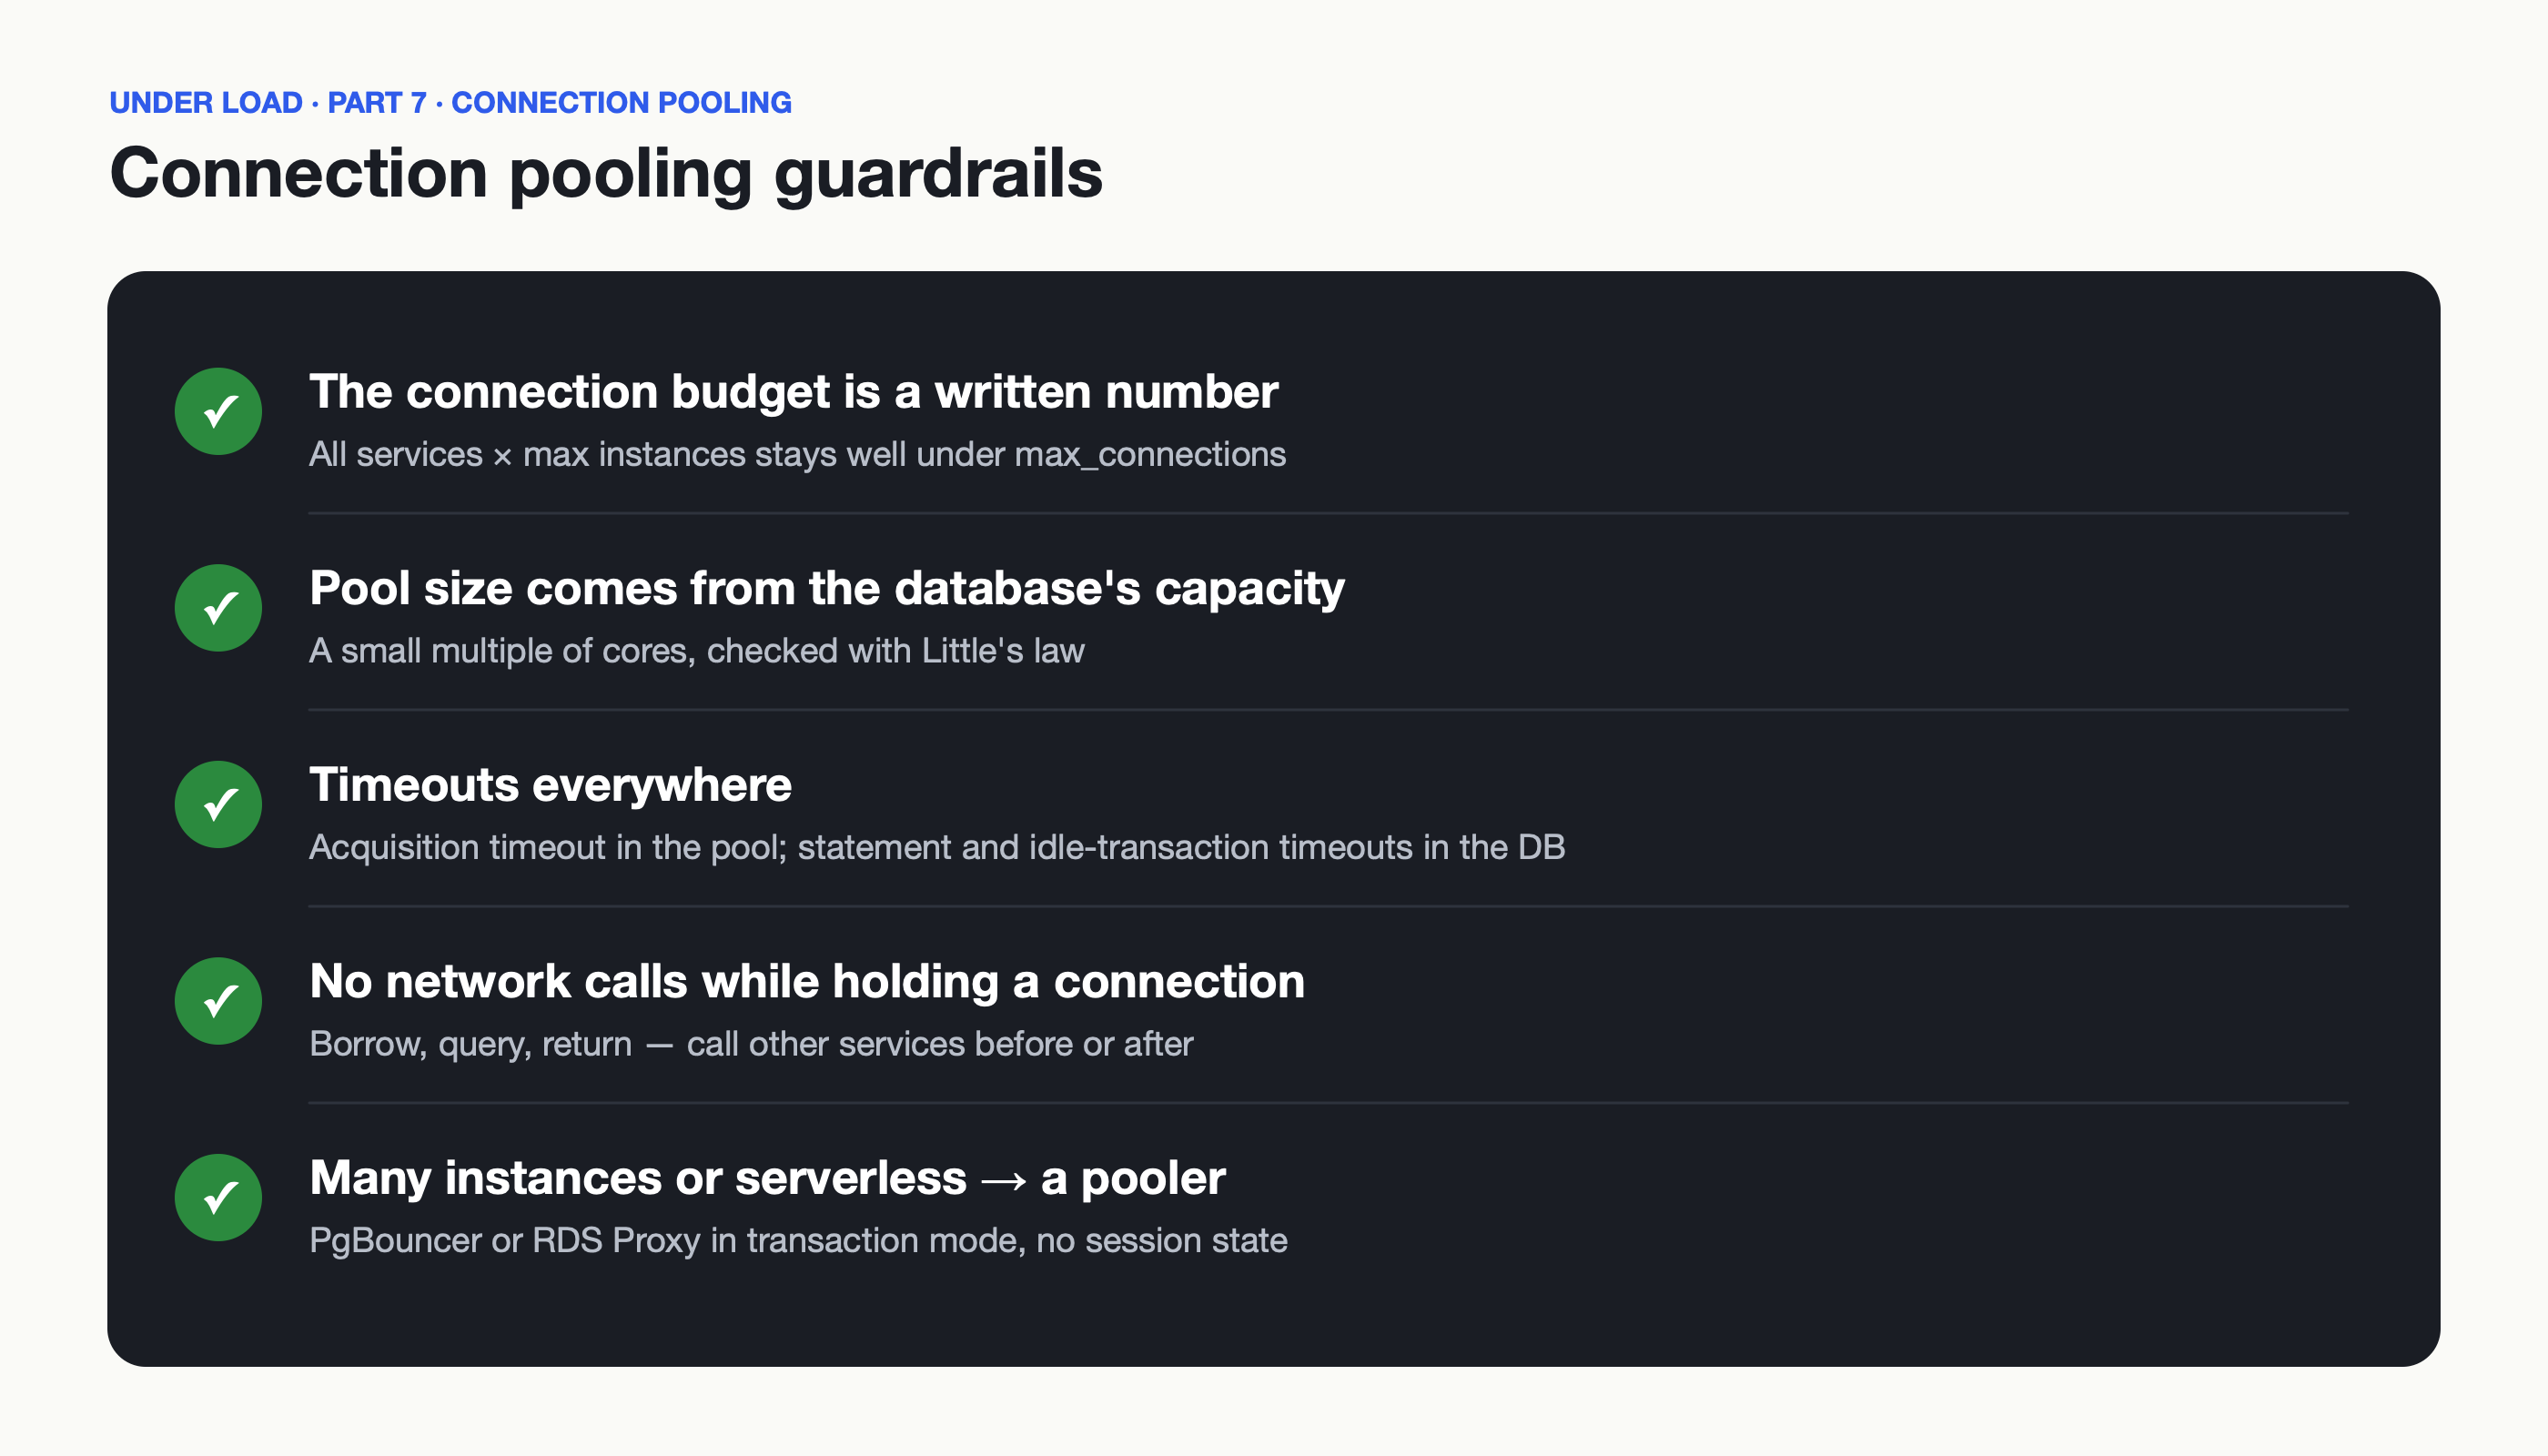 UNDER LOAD · PART 7 · CONNECTION POOLING
Connection pooling guardrails
The connection budget is a written number
All services × max instances stays well under max_connections
Pool size comes from the database's capacity
A small multiple of cores, checked with Little's law
Timeouts everywhere
Acquisition timeout in the pool; statement and idle-transaction timeouts in the DB
No network calls while holding a connection
Borrow, query, return — call other services before or after
Many instances or serverless → a pooler
PgBouncer or RDS Proxy in transaction mode, no session state